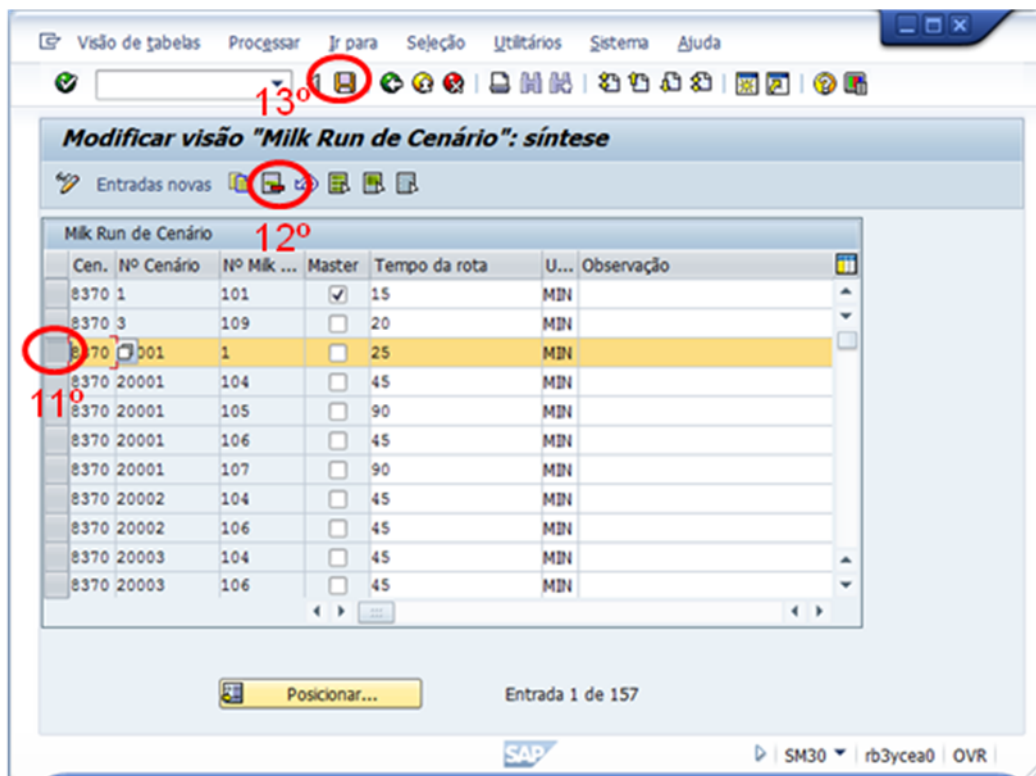 Visão de tabelas Processar Ir para Seleção Utilitários Sistema Ajuda
13º
Modificar visão "Milk Run de Cenário": síntese
Entradas novas
12º
Milk Run de Cenário
Cen. Nº Cenário Nº Milk ... Master Tempo da rota U... Observação
8370 1 101 15 MIN
8370 3 109 20 MIN
001 1 25 MIN
11º
8370 20001 104 45 MIN
8370 20001 105 90 MIN
8370 20001 106 45 MIN
8370 20001 107 90 MIN
8370 20002 104 45 MIN
8370 20002 106 45 MIN
8370 20003 104 45 MIN
8370 20003 106 45 MIN
Posicionar... Entrada 1 de 157
SAP SM30 rb3ycea0 OVR